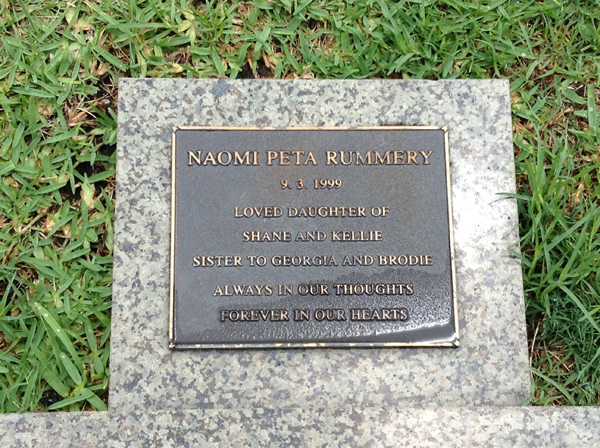 NAOMI PETA RUMMERY
9. 3. 1999
LOVED DAUGHTER OF
SHANE AND KELLIE
SISTER TO GEORGIA AND BRODIE
ALWAYS IN OUR THOUGHTS
FOREVER IN OUR HEARTS